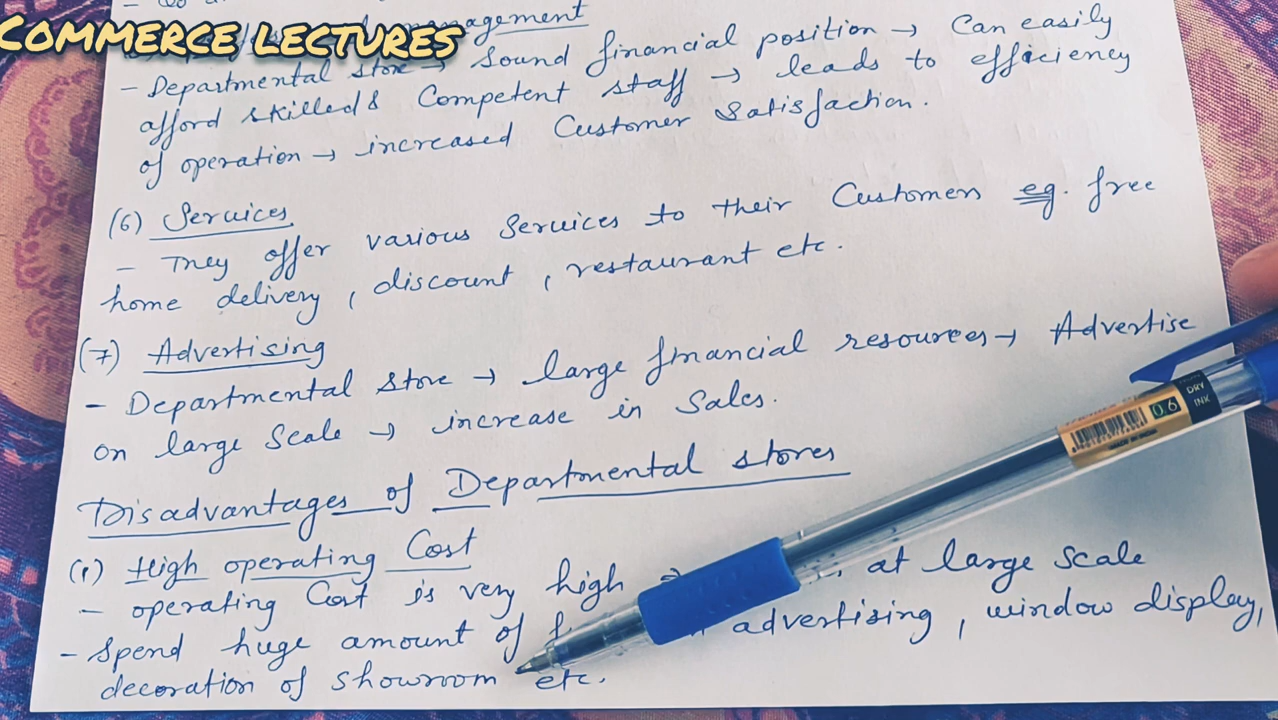 COMMERCE LECTURES
management
- Departmental store → Sound financial position → Can easily
afford skilled & Competent staff → leads to efficiency
of operation → increased Customer Satisfaction.
(6) Services
- They offer various Services to their Customers eg. free
home delivery, discount, restaurant etc.
(7) Advertising
- Departmental store → large financial resources → Advertise
on large scale → increase in Sales.
Disadvantages of Departmental stores
(1) High operating Cost
- operating Cost is very high at large scale
- Spend huge amount of advertising, window display,
decoration of showroom etc.
0.6
DRY
INK